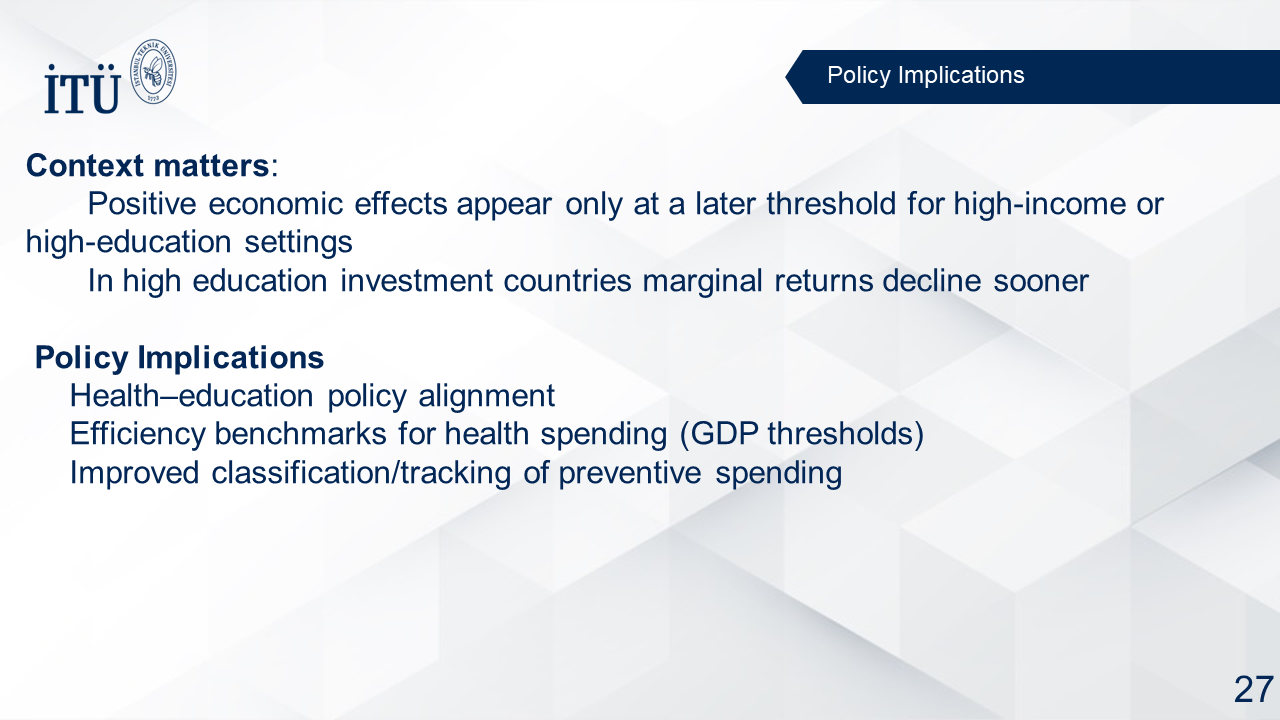 İTÜ
İSTANBUL TEKNİK ÜNİVERSİTESİ
1773
Policy Implications
Context matters:
Positive economic effects appear only at a later threshold for high-income or
high-education settings
In high education investment countries marginal returns decline sooner
Policy Implications
Health–education policy alignment
Efficiency benchmarks for health spending (GDP thresholds)
Improved classification/tracking of preventive spending
27